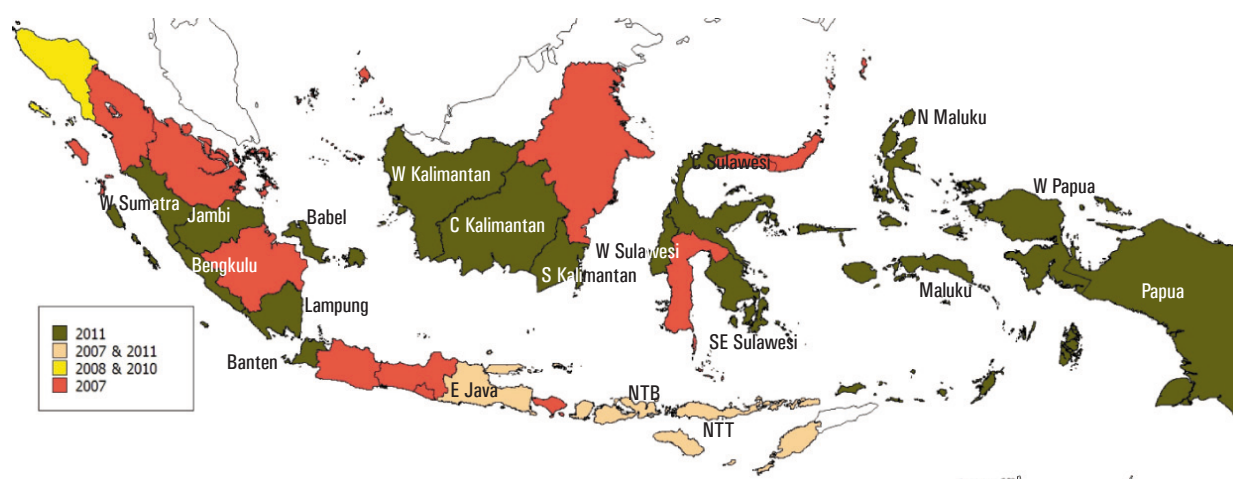 N Maluku
C Sulawesi
W Kalimantan
W Papua
W Sumatra
Jambi
Babel
C Kalimantan
W Sulawesi
Bengkulu
S Kalimantan
Maluku
Papua
Lampung
2011
2007 & 2011
2008 & 2010
2007
SE Sulawesi
Banten
E Java
NTB
NTT